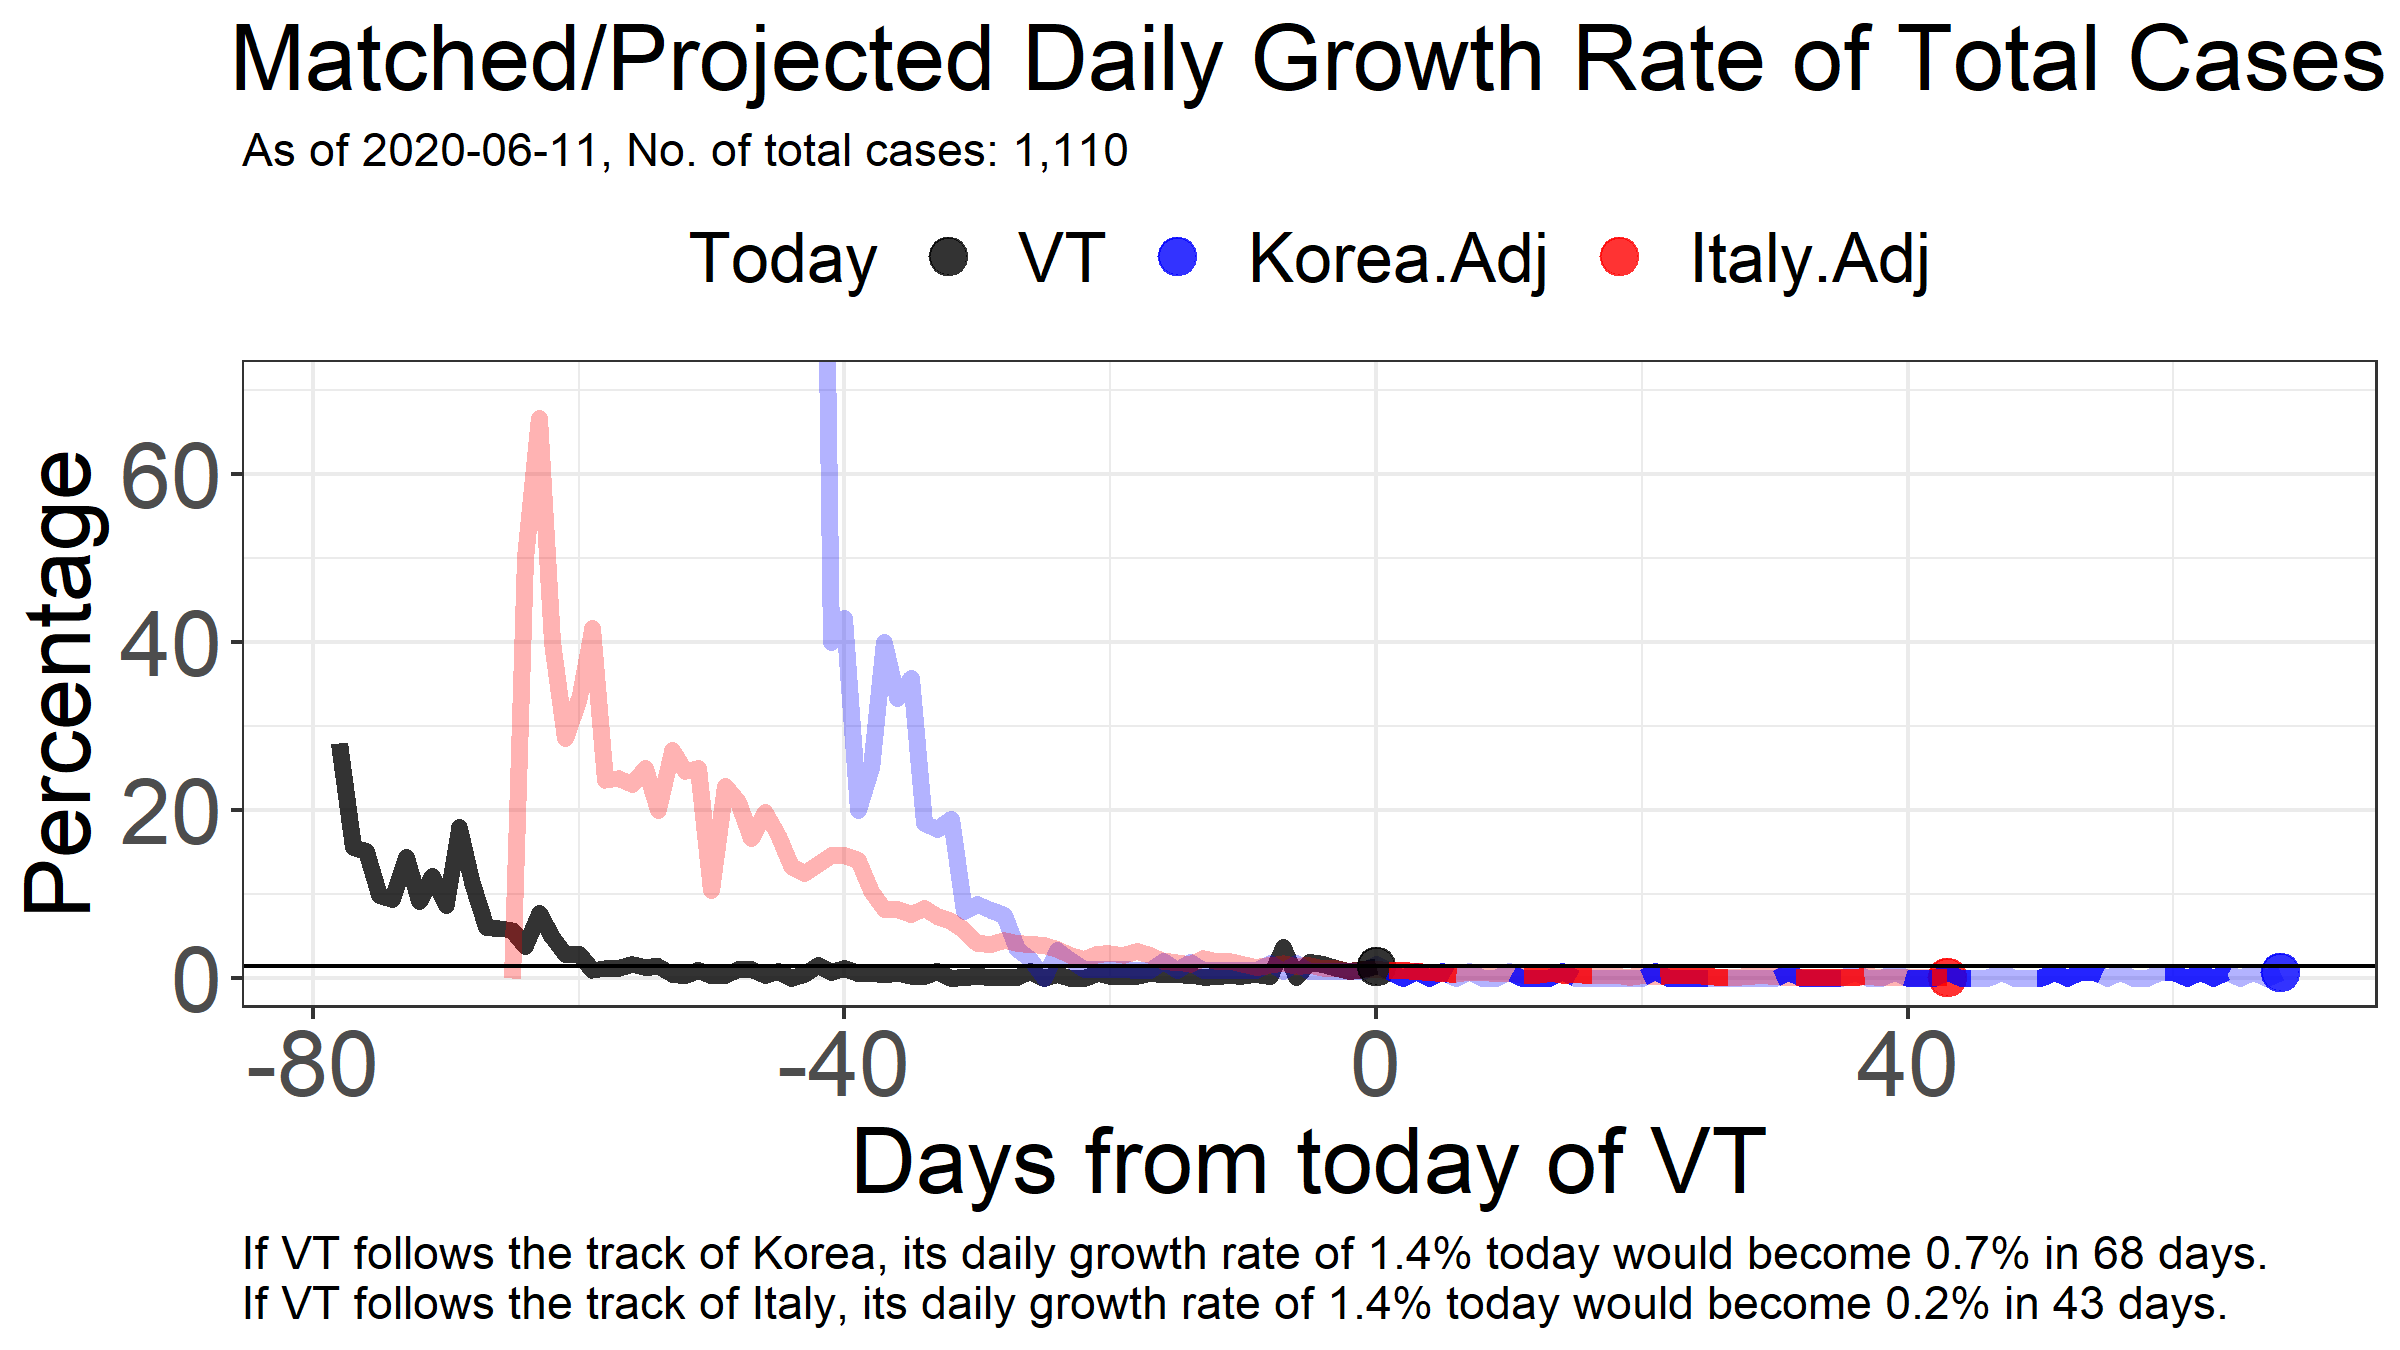 Matched/Projected Daily Growth Rate of Total Cases
As of 2020-06-11, No. of total cases: 1,110
Today VT Korea.Adj Italy.Adj
Percentage
60
40
20
0
-80 -40 0 40
Days from today of VT
If VT follows the track of Korea, its daily growth rate of 1.4% today would become 0.7% in 68 days.
If VT follows the track of Italy, its daily growth rate of 1.4% today would become 0.2% in 43 days.